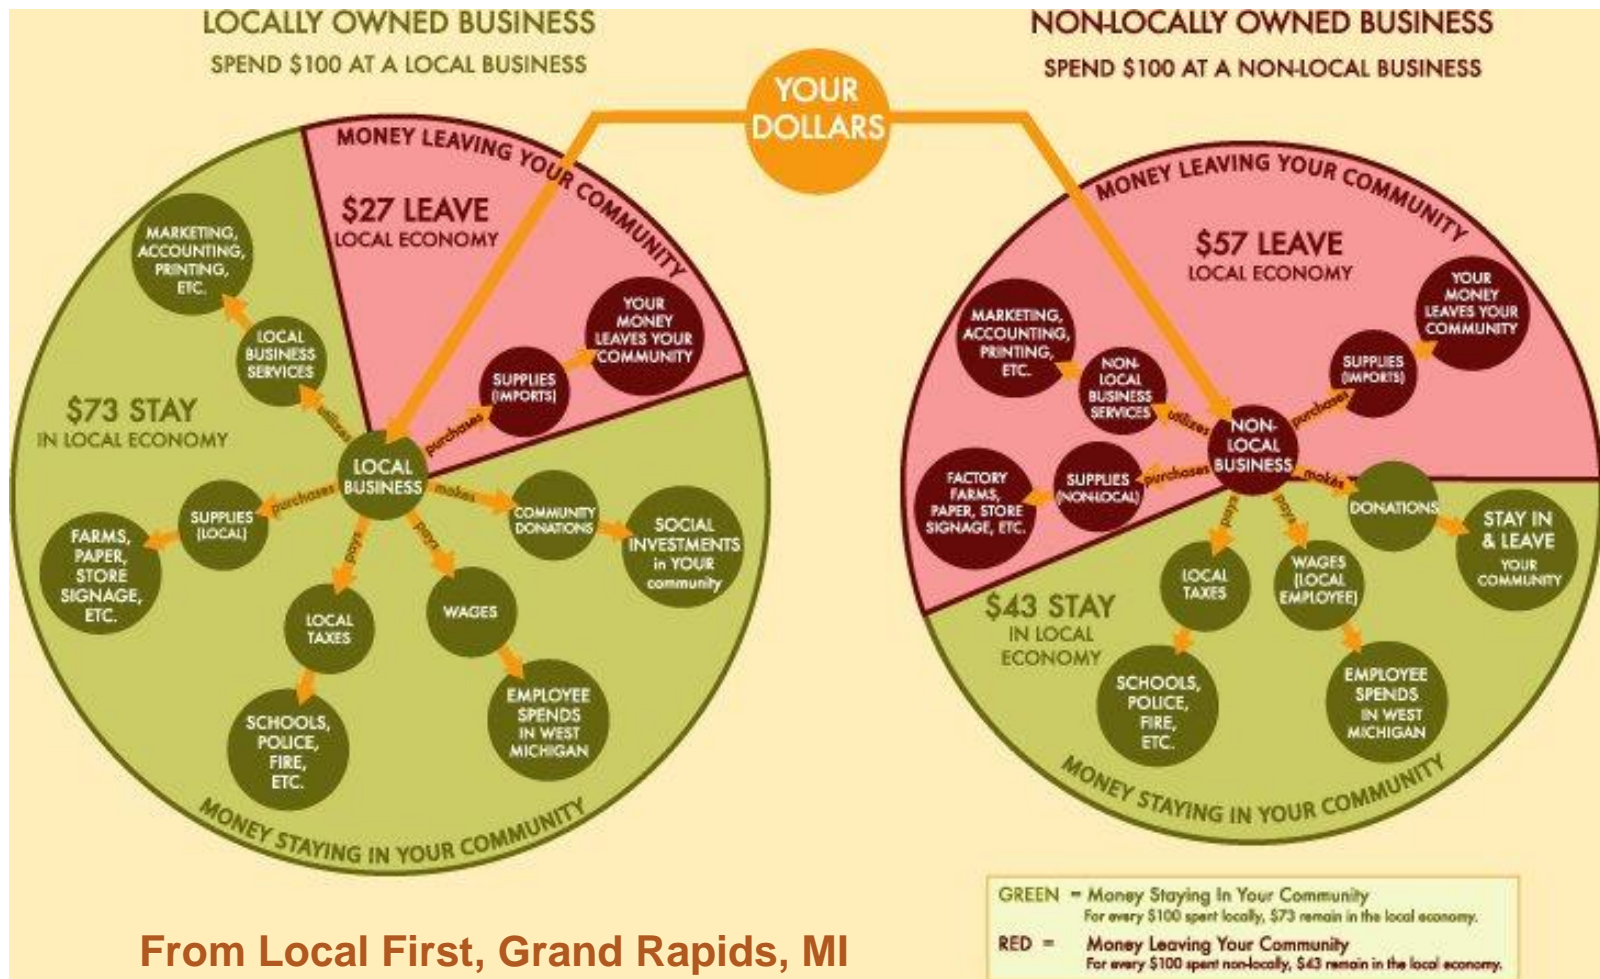 LOCALLY OWNED BUSINESS
SPEND $100 AT A LOCAL BUSINESS
NON-LOCALLY OWNED BUSINESS
SPEND $100 AT A NON-LOCAL BUSINESS
YOUR
DOLLARS
MONEY LEAVING YOUR COMMUNITY
$27 LEAVE
LOCAL ECONOMY
MARKETING,
ACCOUNTING,
PRINTING,
ETC.
LOCAL
BUSINESS
SERVICES
utilizes
YOUR
MONEY
LEAVES YOUR
COMMUNITY
SUPPLIES
(IMPORTS)
purchases
$73 STAY
IN LOCAL ECONOMY
LOCAL
BUSINESS
purchases
SUPPLIES
(LOCAL)
FARMS,
PAPER,
STORE
SIGNAGE,
ETC.
makes
COMMUNITY
DONATIONS
SOCIAL
INVESTMENTS
in YOUR
community
pays
LOCAL
TAXES
SCHOOLS,
POLICE,
FIRE,
ETC.
pays
WAGES
EMPLOYEE
SPENDS
IN WEST
MICHIGAN
MONEY STAYING IN YOUR COMMUNITY
MONEY LEAVING YOUR COMMUNITY
$57 LEAVE
LOCAL ECONOMY
MARKETING,
ACCOUNTING,
PRINTING,
ETC.
NON-
LOCAL
BUSINESS
SERVICES
utilizes
YOUR
MONEY
LEAVES YOUR
COMMUNITY
SUPPLIES
(IMPORTS)
purchases
NON-
LOCAL
BUSINESS
purchases
SUPPLIES
(NON-LOCAL)
FACTORY
FARMS,
PAPER, STORE
SIGNAGE, ETC.
makes
DONATIONS
STAY IN
& LEAVE
YOUR
COMMUNITY
pays
LOCAL
TAXES
SCHOOLS,
POLICE,
FIRE,
ETC.
pays
WAGES
(LOCAL
EMPLOYEE)
EMPLOYEE
SPENDS
IN WEST
MICHIGAN
$43 STAY
IN LOCAL
ECONOMY
MONEY STAYING IN YOUR COMMUNITY
GREEN = Money Staying In Your Community
For every $100 spent locally, $73 remain in the local economy.
RED = Money Leaving Your Community
For every $100 spent non-locally, $43 remain in the local economy.
From Local First, Grand Rapids, MI